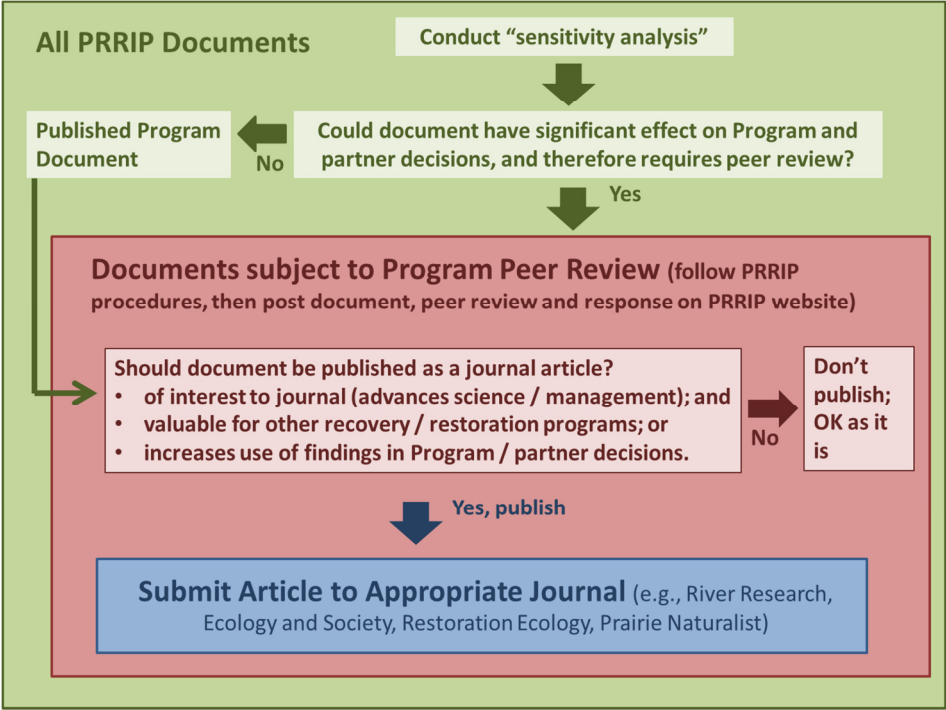 All PRRIP Documents
Conduct “sensitivity analysis”
Could document have significant effect on Program and
partner decisions, and therefore requires peer review?
No
Published Program
Document
Yes
Documents subject to Program Peer Review (follow PRRIP
procedures, then post document, peer review and response on PRRIP website)
Should document be published as a journal article?
• of interest to journal (advances science / management); and
• valuable for other recovery / restoration programs; or
• increases use of findings in Program / partner decisions.
No
Don’t
publish;
OK as it
is
Yes, publish
Submit Article to Appropriate Journal (e.g., River Research,
Ecology and Society, Restoration Ecology, Prairie Naturalist)